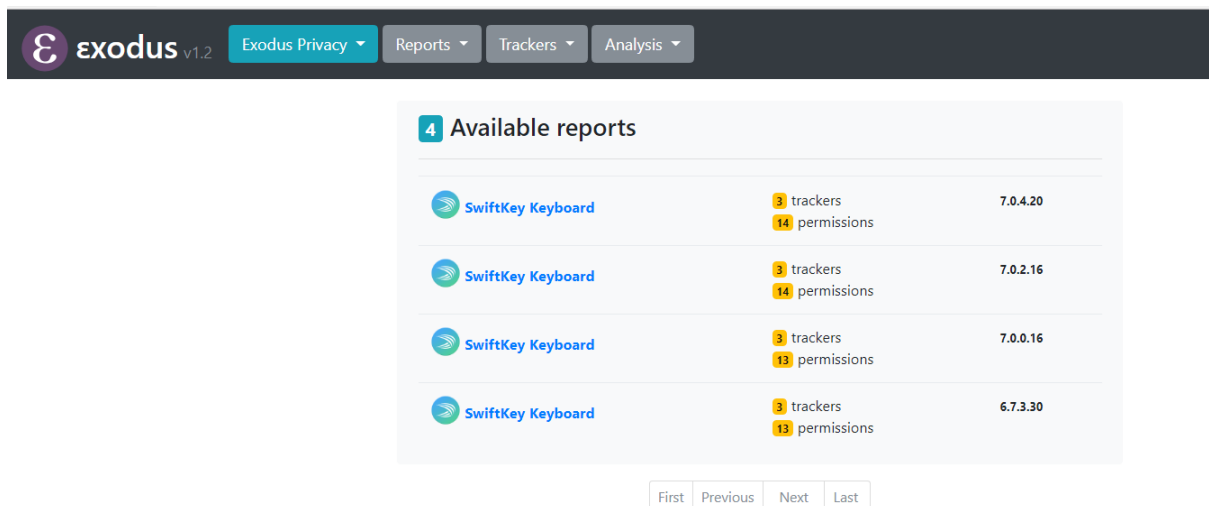 εxodus v1.2 Exodus Privacy Reports Trackers Analysis
4 Available reports
SwiftKey Keyboard 3 trackers 7.0.4.20
14 permissions
SwiftKey Keyboard 3 trackers 7.0.2.16
14 permissions
SwiftKey Keyboard 3 trackers 7.0.0.16
13 permissions
SwiftKey Keyboard 3 trackers 6.7.3.30
13 permissions
First Previous Next Last